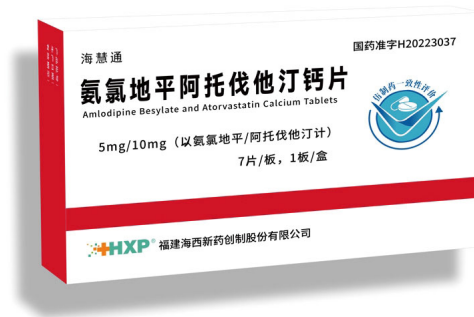 海慧通
国药准字H20223037
氨氯地平阿托伐他汀钙片
Amlodipine Besylate and Atorvastatin Calcium Tablets
仿制药一致性评价
5mg/10mg（以氨氯地平/阿托伐他汀计）
7片/板，1板/盒
HXP® 福建海西新药创制股份有限公司